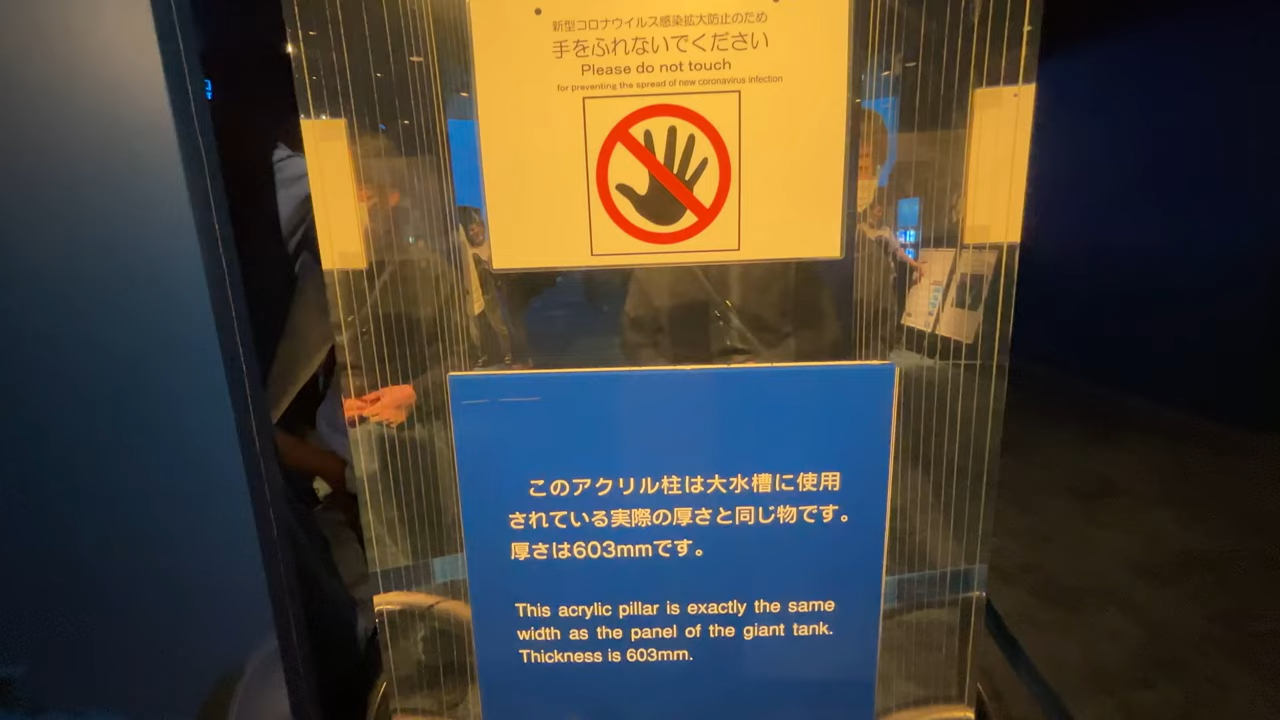 新型コロナウイルス感染拡大防止のため
手をふれないでください
Please do not touch
for preventing the spread of new coronavirus infection
このアクリル柱は大水槽に使用
されている実際の厚さと同じ物です。
厚さは603mmです。
This acrylic pillar is exactly the same
width as the panel of the giant tank.
Thickness is 603mm.